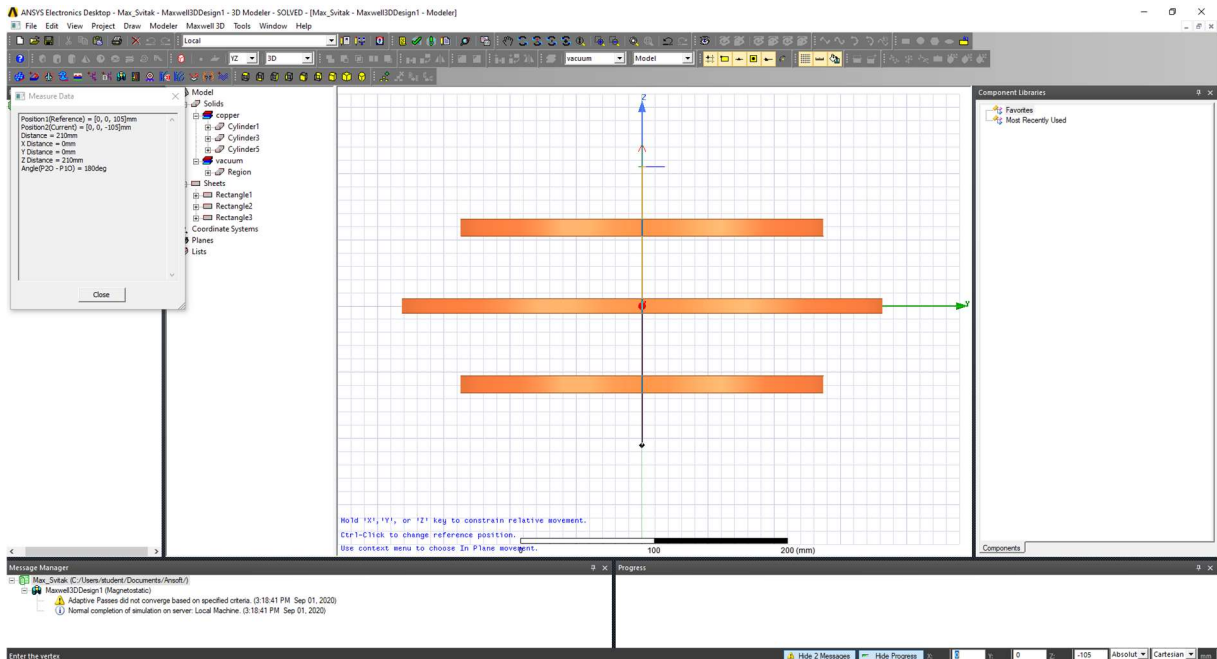 ANSYS Electronics Desktop - Max_Svitak - Maxwell3DDesign1 - 3D Modeler - SOLVED - [Max_Svitak - Maxwell3DDesign1 - Modeler]
File Edit View Project Draw Modeler Maxwell 3D Tools Window Help
Local
YZ 3D vacuum Model
Measure Data
Position1(Reference) = [0, 0, 105]mm
Position2(Current) = [0, 0, -105]mm
Distance = 210mm
X Distance = 0mm
Y Distance = 0mm
Z Distance = 210mm
Angle(P2O - P1O) = 180deg
Close
Model
Solids
copper
Cylinder1
Cylinder3
Cylinder5
vacuum
Region
Sheets
Rectangle1
Rectangle2
Rectangle3
Coordinate Systems
Planes
Lists
Z
Y
Hold 'X','Y', or 'Z' key to constrain relative movement.
Ctrl-Click to change reference position.
Use context menu to choose In Plane movement.
0 100 200 (mm)
Component Libraries
Favorites
Most Recently Used
Components
Message Manager
Max_Svitak (C:/Users/student/Documents/Ansoft/)
Maxwell3DDesign1 (Magnetostatic)
Adaptive Passes did not converge based on specified criteria. (3:18:41 PM Sep 01, 2020)
Normal completion of simulation on server: Local Machine. (3:18:41 PM Sep 01, 2020)
Progress
Enter the vertex
Hide 2 Messages Hide Progress X: 0 Y: 0 Z: -105 Absolut Cartesian mm